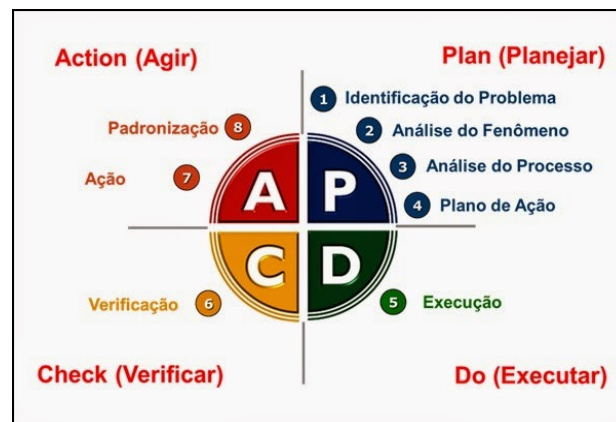 Action (Agir)
Plan (Planejar)
1 Identificação do Problema
2 Análise do Fenômeno
3 Análise do Processo
4 Plano de Ação
Padronização 8
Ação 7
A P
C D
Verificação 6
5 Execução
Check (Verificar)
Do (Executar)